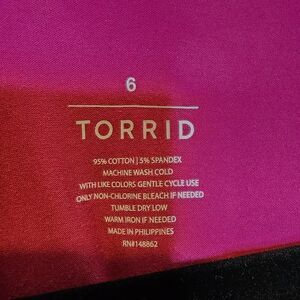 6
TORRID
95% COTTON | 5% SPANDEX
MACHINE WASH COLD
WITH LIKE COLORS GENTLE CYCLE USE
ONLY NON-CHLORINE BLEACH IF NEEDED
TUMBLE DRY LOW
WARM IRON IF NEEDED
MADE IN PHILIPPINES
RN#148862